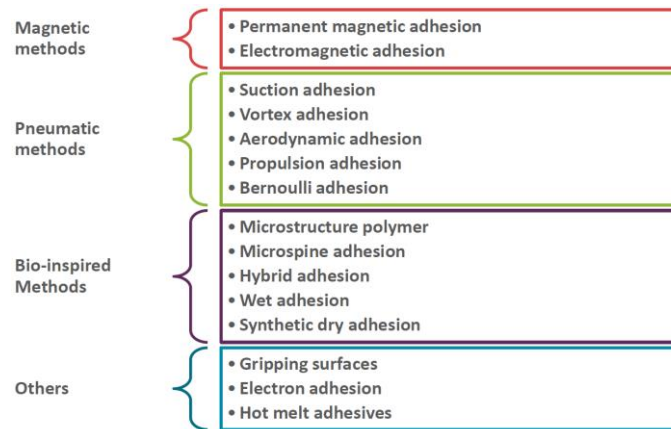 Magnetic
methods
• Permanent magnetic adhesion
• Electromagnetic adhesion
Pneumatic
methods
• Suction adhesion
• Vortex adhesion
• Aerodynamic adhesion
• Propulsion adhesion
• Bernoulli adhesion
Bio-inspired
Methods
• Microstructure polymer
• Microspine adhesion
• Hybrid adhesion
• Wet adhesion
• Synthetic dry adhesion
Others
• Gripping surfaces
• Electron adhesion
• Hot melt adhesives